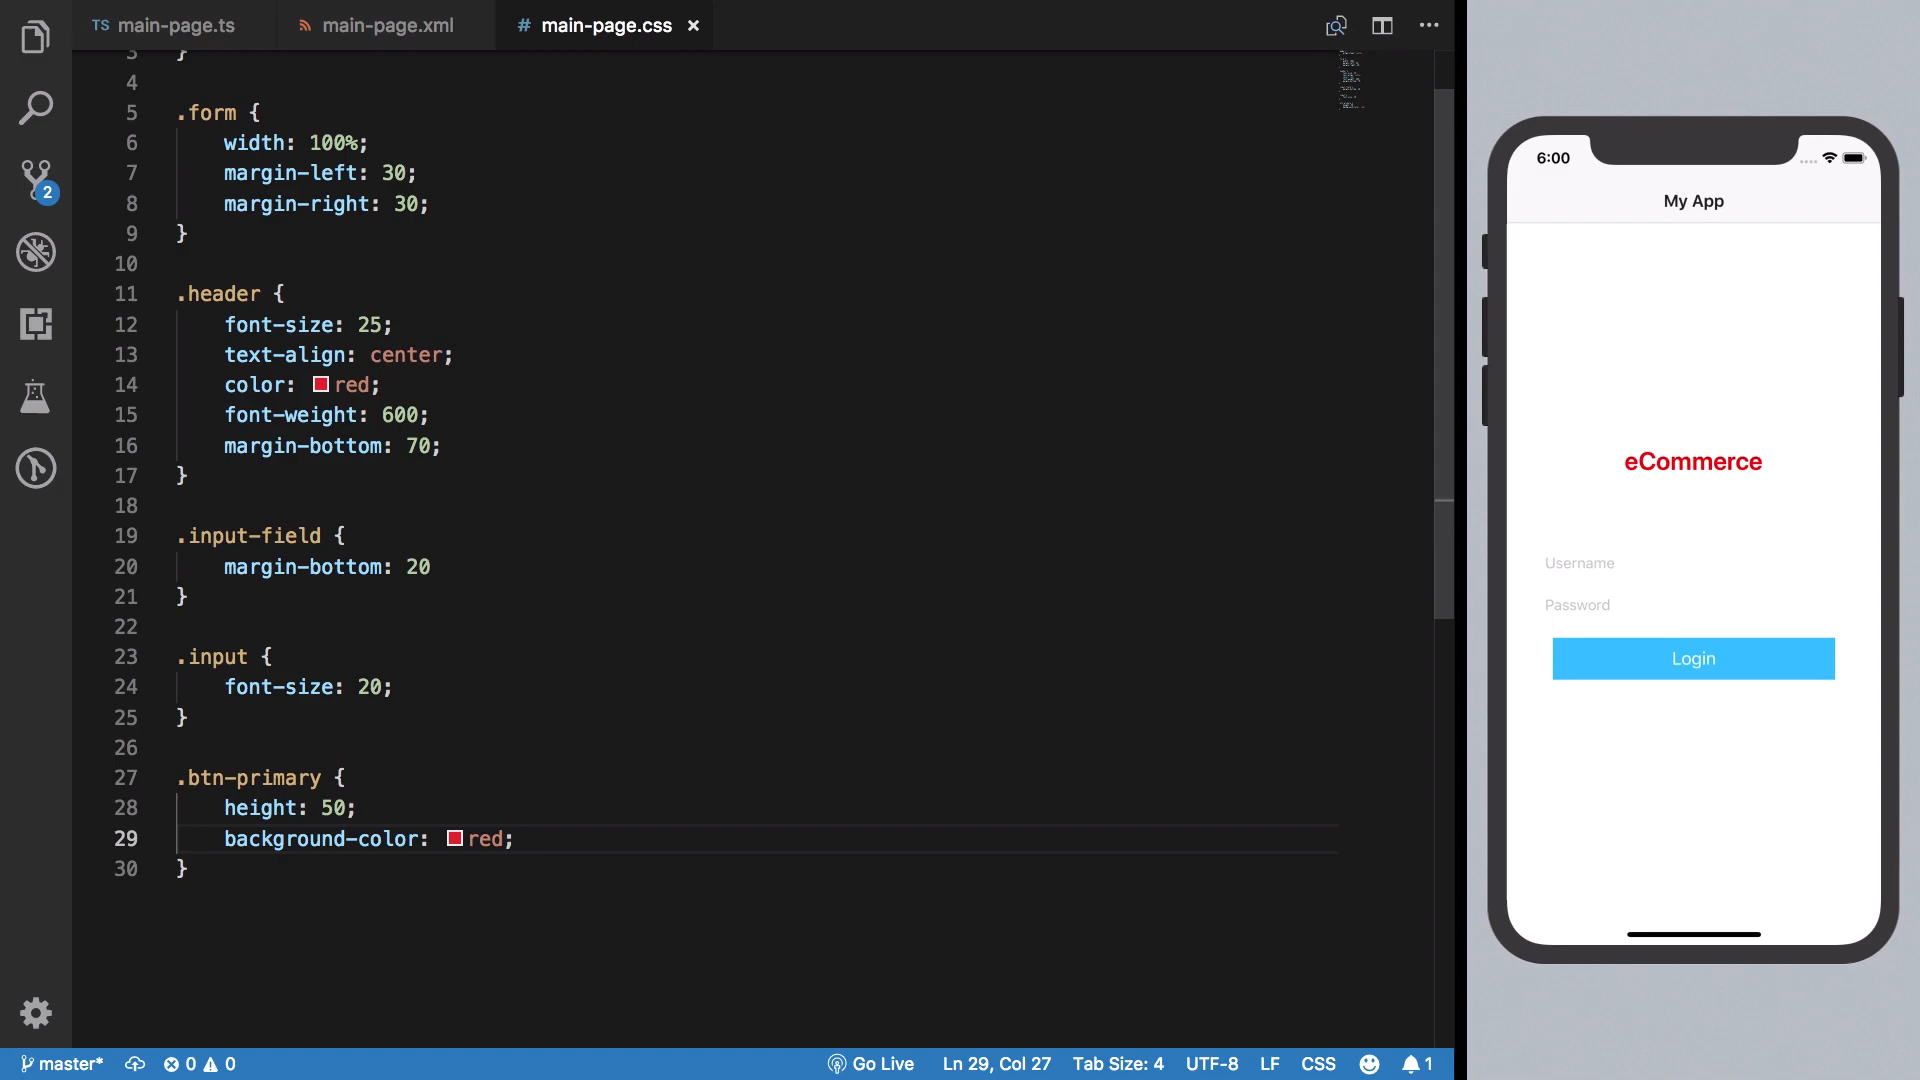 TS main-page.ts
main-page.xml
# main-page.css ×
3 }
4
5 .form {
6 width: 100%;
7 margin-left: 30;
8 margin-right: 30;
9 }
10
11 .header {
12 font-size: 25;
13 text-align: center;
14 color: red;
15 font-weight: 600;
16 margin-bottom: 70;
17 }
18
19 .input-field {
20 margin-bottom: 20
21 }
22
23 .input {
24 font-size: 20;
25 }
26
27 .btn-primary {
28 height: 50;
29 background-color: red;
30 }
2
master* 0 0
Go Live Ln 29, Col 27 Tab Size: 4 UTF-8 LF CSS 1
6:00
My App
eCommerce
Username
Password
Login